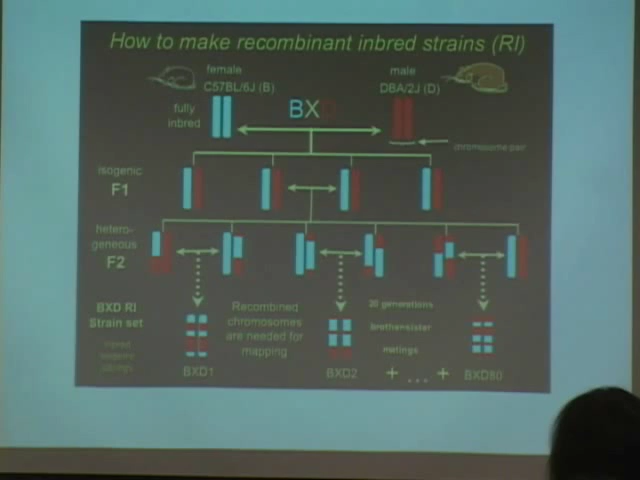 How to make recombinant inbred strains (RI)
female
C57BL/6J (B)
male
DBA/2J (D)
fully
inbred
BXD
chromosome pair
isogenic
F1
hetero-
geneous
F2
BXD RI
Strain set
Recombined
chromosomes
are needed for
mapping
20 generations
brothersister
matings
BXD1
BXD2
+ ... +
BXD80